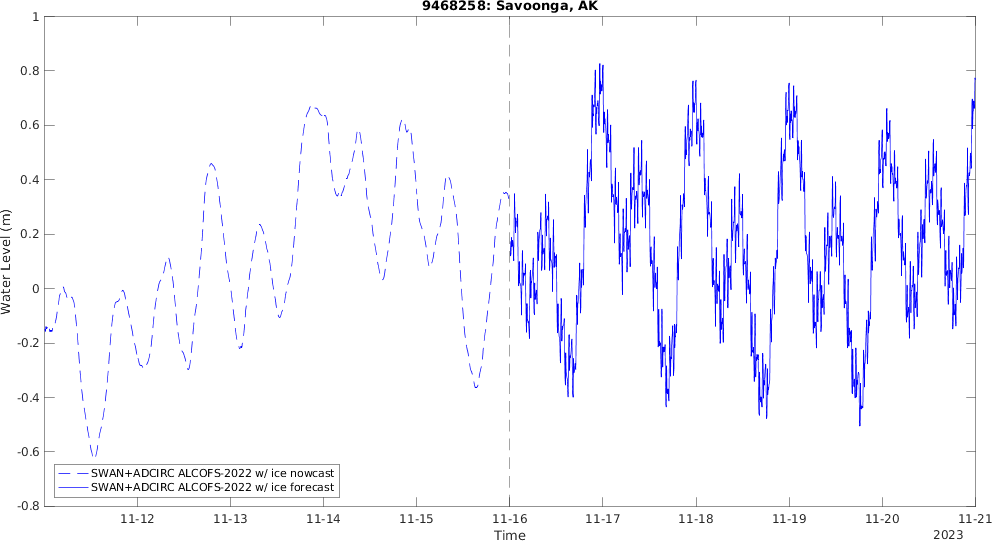 9468258: Savoonga, AK
1
0.8
0.6
0.4
0.2
0
-0.2
-0.4
-0.6
-0.8
Water Level (m)
SWAN+ADCIRC ALCOFS-2022 w/ ice nowcast
SWAN+ADCIRC ALCOFS-2022 w/ ice forecast
11-12 11-13 11-14 11-15 11-16 11-17 11-18 11-19 11-20 11-21
Time
2023